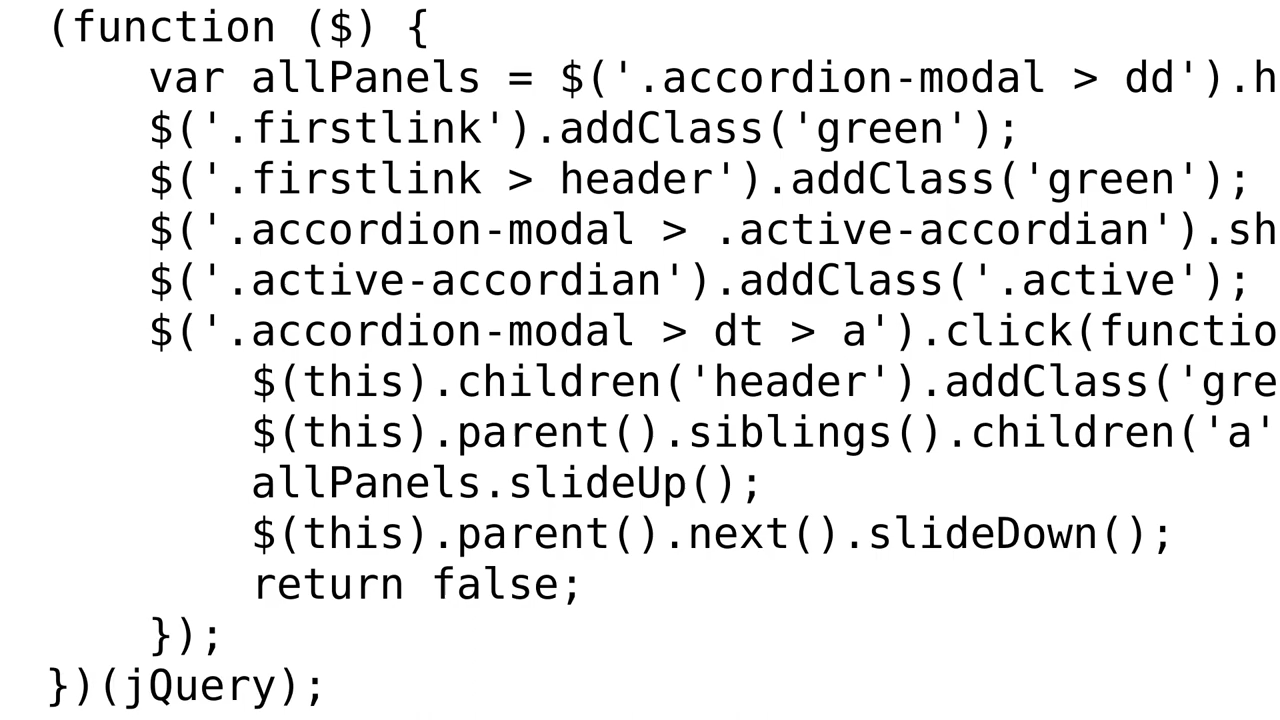 (function ($) {
var allPanels = $('.accordion-modal > dd').h
$('.firstlink').addClass('green');
$('.firstlink > header').addClass('green');
$('.accordion-modal > .active-accordian').sh
$('.active-accordian').addClass('.active');
$('.accordion-modal > dt > a').click(functio
$(this).children('header').addClass('gre
$(this).parent().siblings().children('a'
allPanels.slideUp();
$(this).parent().next().slideDown();
return false;
});
})(jQuery);